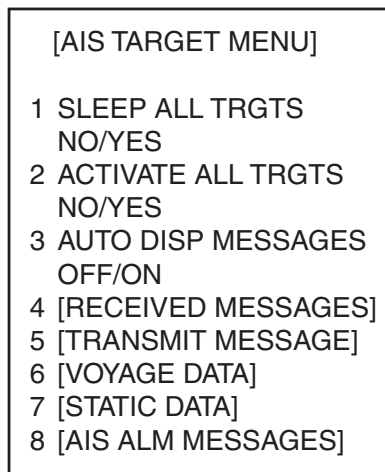 [AIS TARGET MENU]
1 SLEEP ALL TRGTS
NO/YES
2 ACTIVATE ALL TRGTS
NO/YES
3 AUTO DISP MESSAGES
OFF/ON
4 [RECEIVED MESSAGES]
5 [TRANSMIT MESSAGE]
6 [VOYAGE DATA]
7 [STATIC DATA]
8 [AIS ALM MESSAGES]